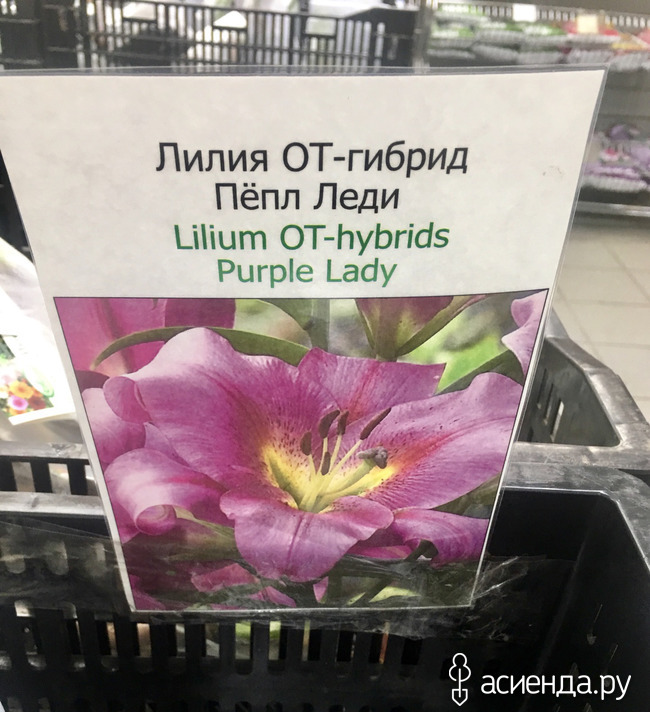 Лилия ОТ-гибрид
Пёпл Леди
Lilium OT-hybrids
Purple Lady
асиенда.ру